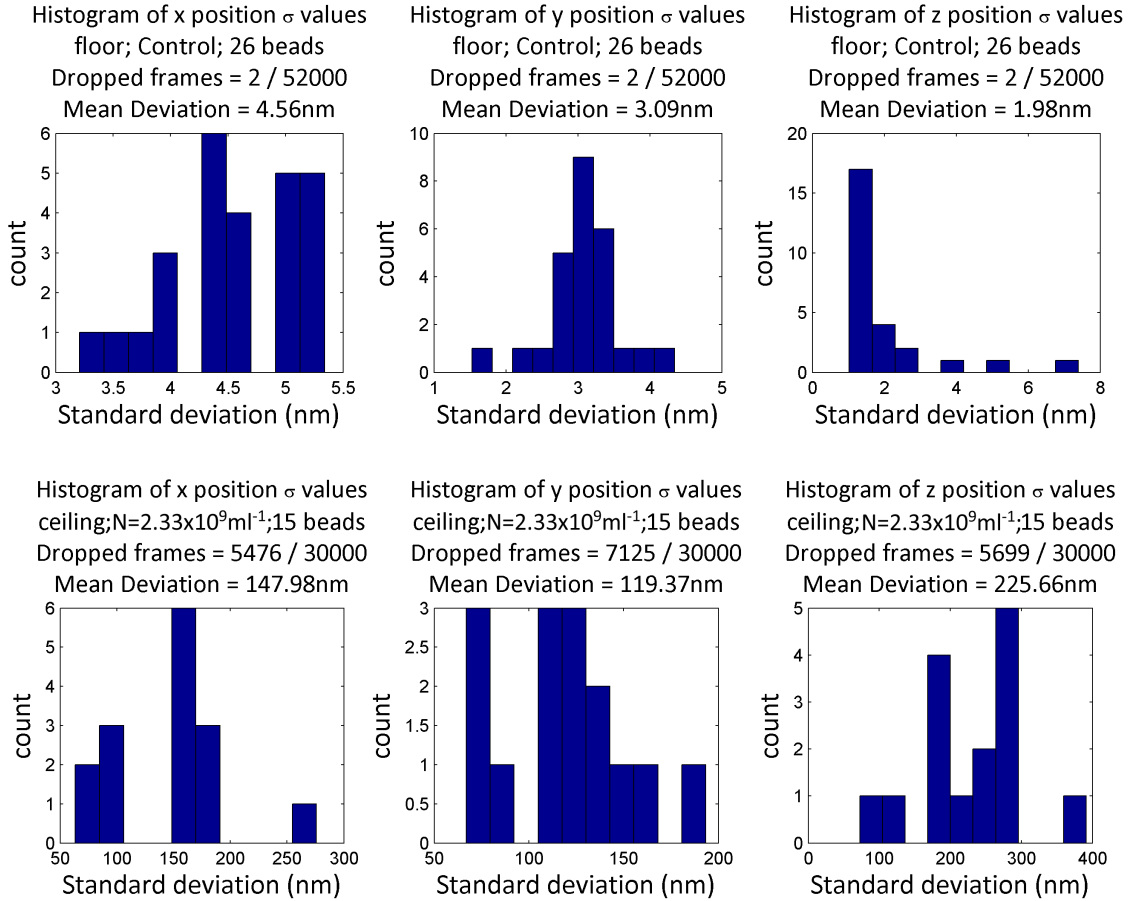 Histogram of x position σ values
floor; Control; 26 beads
Dropped frames = 2 / 52000
Mean Deviation = 4.56nm
6
5
4
3
2
1
0
count
3
3.5
4
4.5
5
5.5
Standard deviation (nm)
Histogram of y position σ values
floor; Control; 26 beads
Dropped frames = 2 / 52000
Mean Deviation = 3.09nm
10
8
6
4
2
0
count
1
2
3
4
5
Standard deviation (nm)
Histogram of z position σ values
floor; Control; 26 beads
Dropped frames = 2 / 52000
Mean Deviation = 1.98nm
20
15
10
5
0
count
0
2
4
6
8
Standard deviation (nm)
Histogram of x position σ values
ceiling;N=2.33x10⁹ml⁻¹;15 beads
Dropped frames = 5476 / 30000
Mean Deviation = 147.98nm
6
5
4
3
2
1
0
count
50
100
150
200
250
300
Standard deviation (nm)
Histogram of y position σ values
ceiling;N=2.33x10⁹ml⁻¹;15 beads
Dropped frames = 7125 / 30000
Mean Deviation = 119.37nm
3
2.5
2
1.5
1
0.5
0
count
50
100
150
200
Standard deviation (nm)
Histogram of z position σ values
ceiling;N=2.33x10⁹ml⁻¹;15 beads
Dropped frames = 5699 / 30000
Mean Deviation = 225.66nm
5
4
3
2
1
0
count
0
100
200
300
400
Standard deviation (nm)